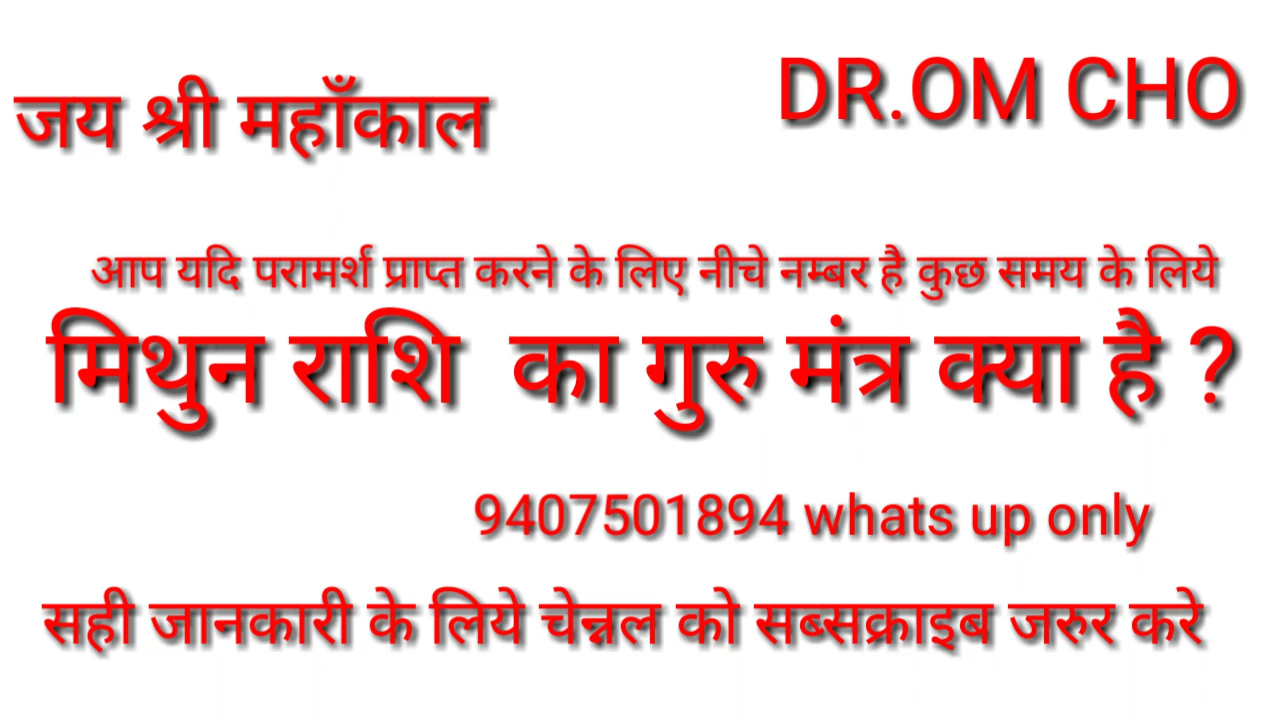 जय श्री महाँकाल
DR.OM CHO
आप यदि परामर्श प्राप्त करने के लिए नीचे नम्बर है कुछ समय के लिये
मिथुन राशि का गुरु मंत्र क्या है ?
9407501894 whats up only
सही जानकारी के लिये चेन्नल को सब्सक्राइब जरुर करे